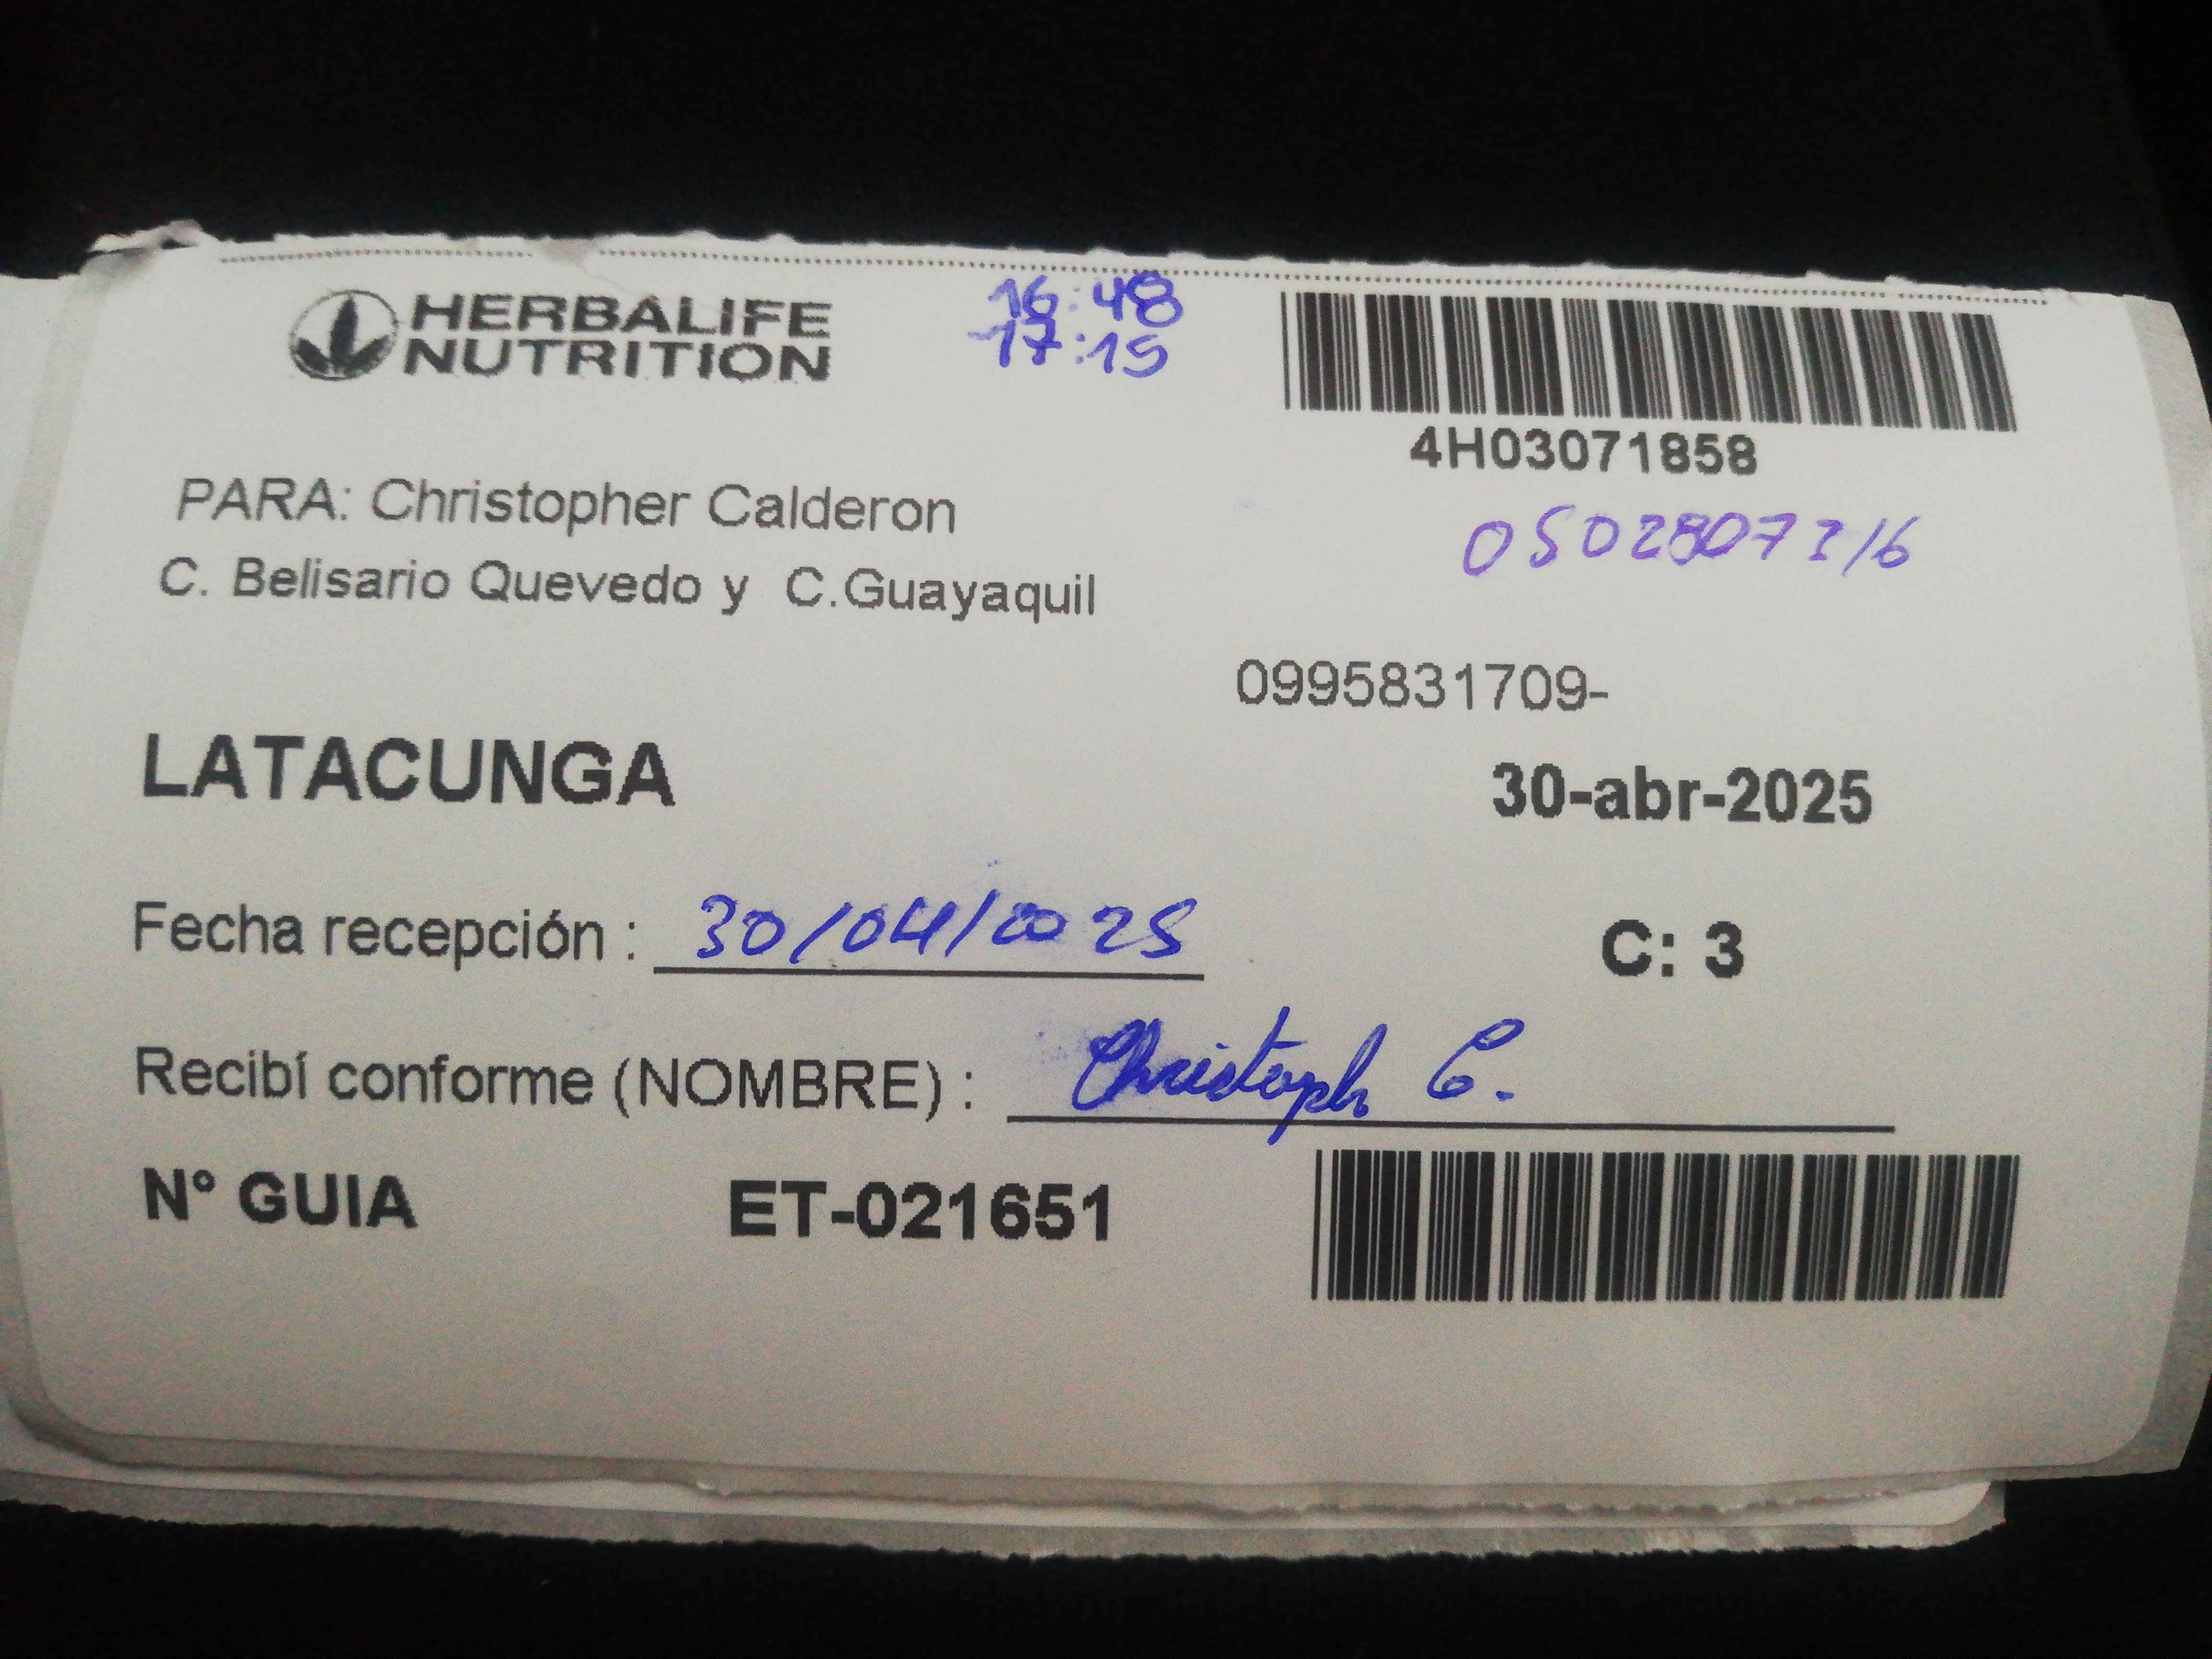 HERBALIFE
NUTRITION
16:48
17:15
4H03071858
PARA: Christopher Calderon
C. Belisario Quevedo y C.Guayaquil
0995831709-
LATACUNGA
30-abr-2025
Fecha recepción : 30/04/2025
C: 3
Recibí conforme (NOMBRE) : Christoph C.
N° GUIA ET-021651